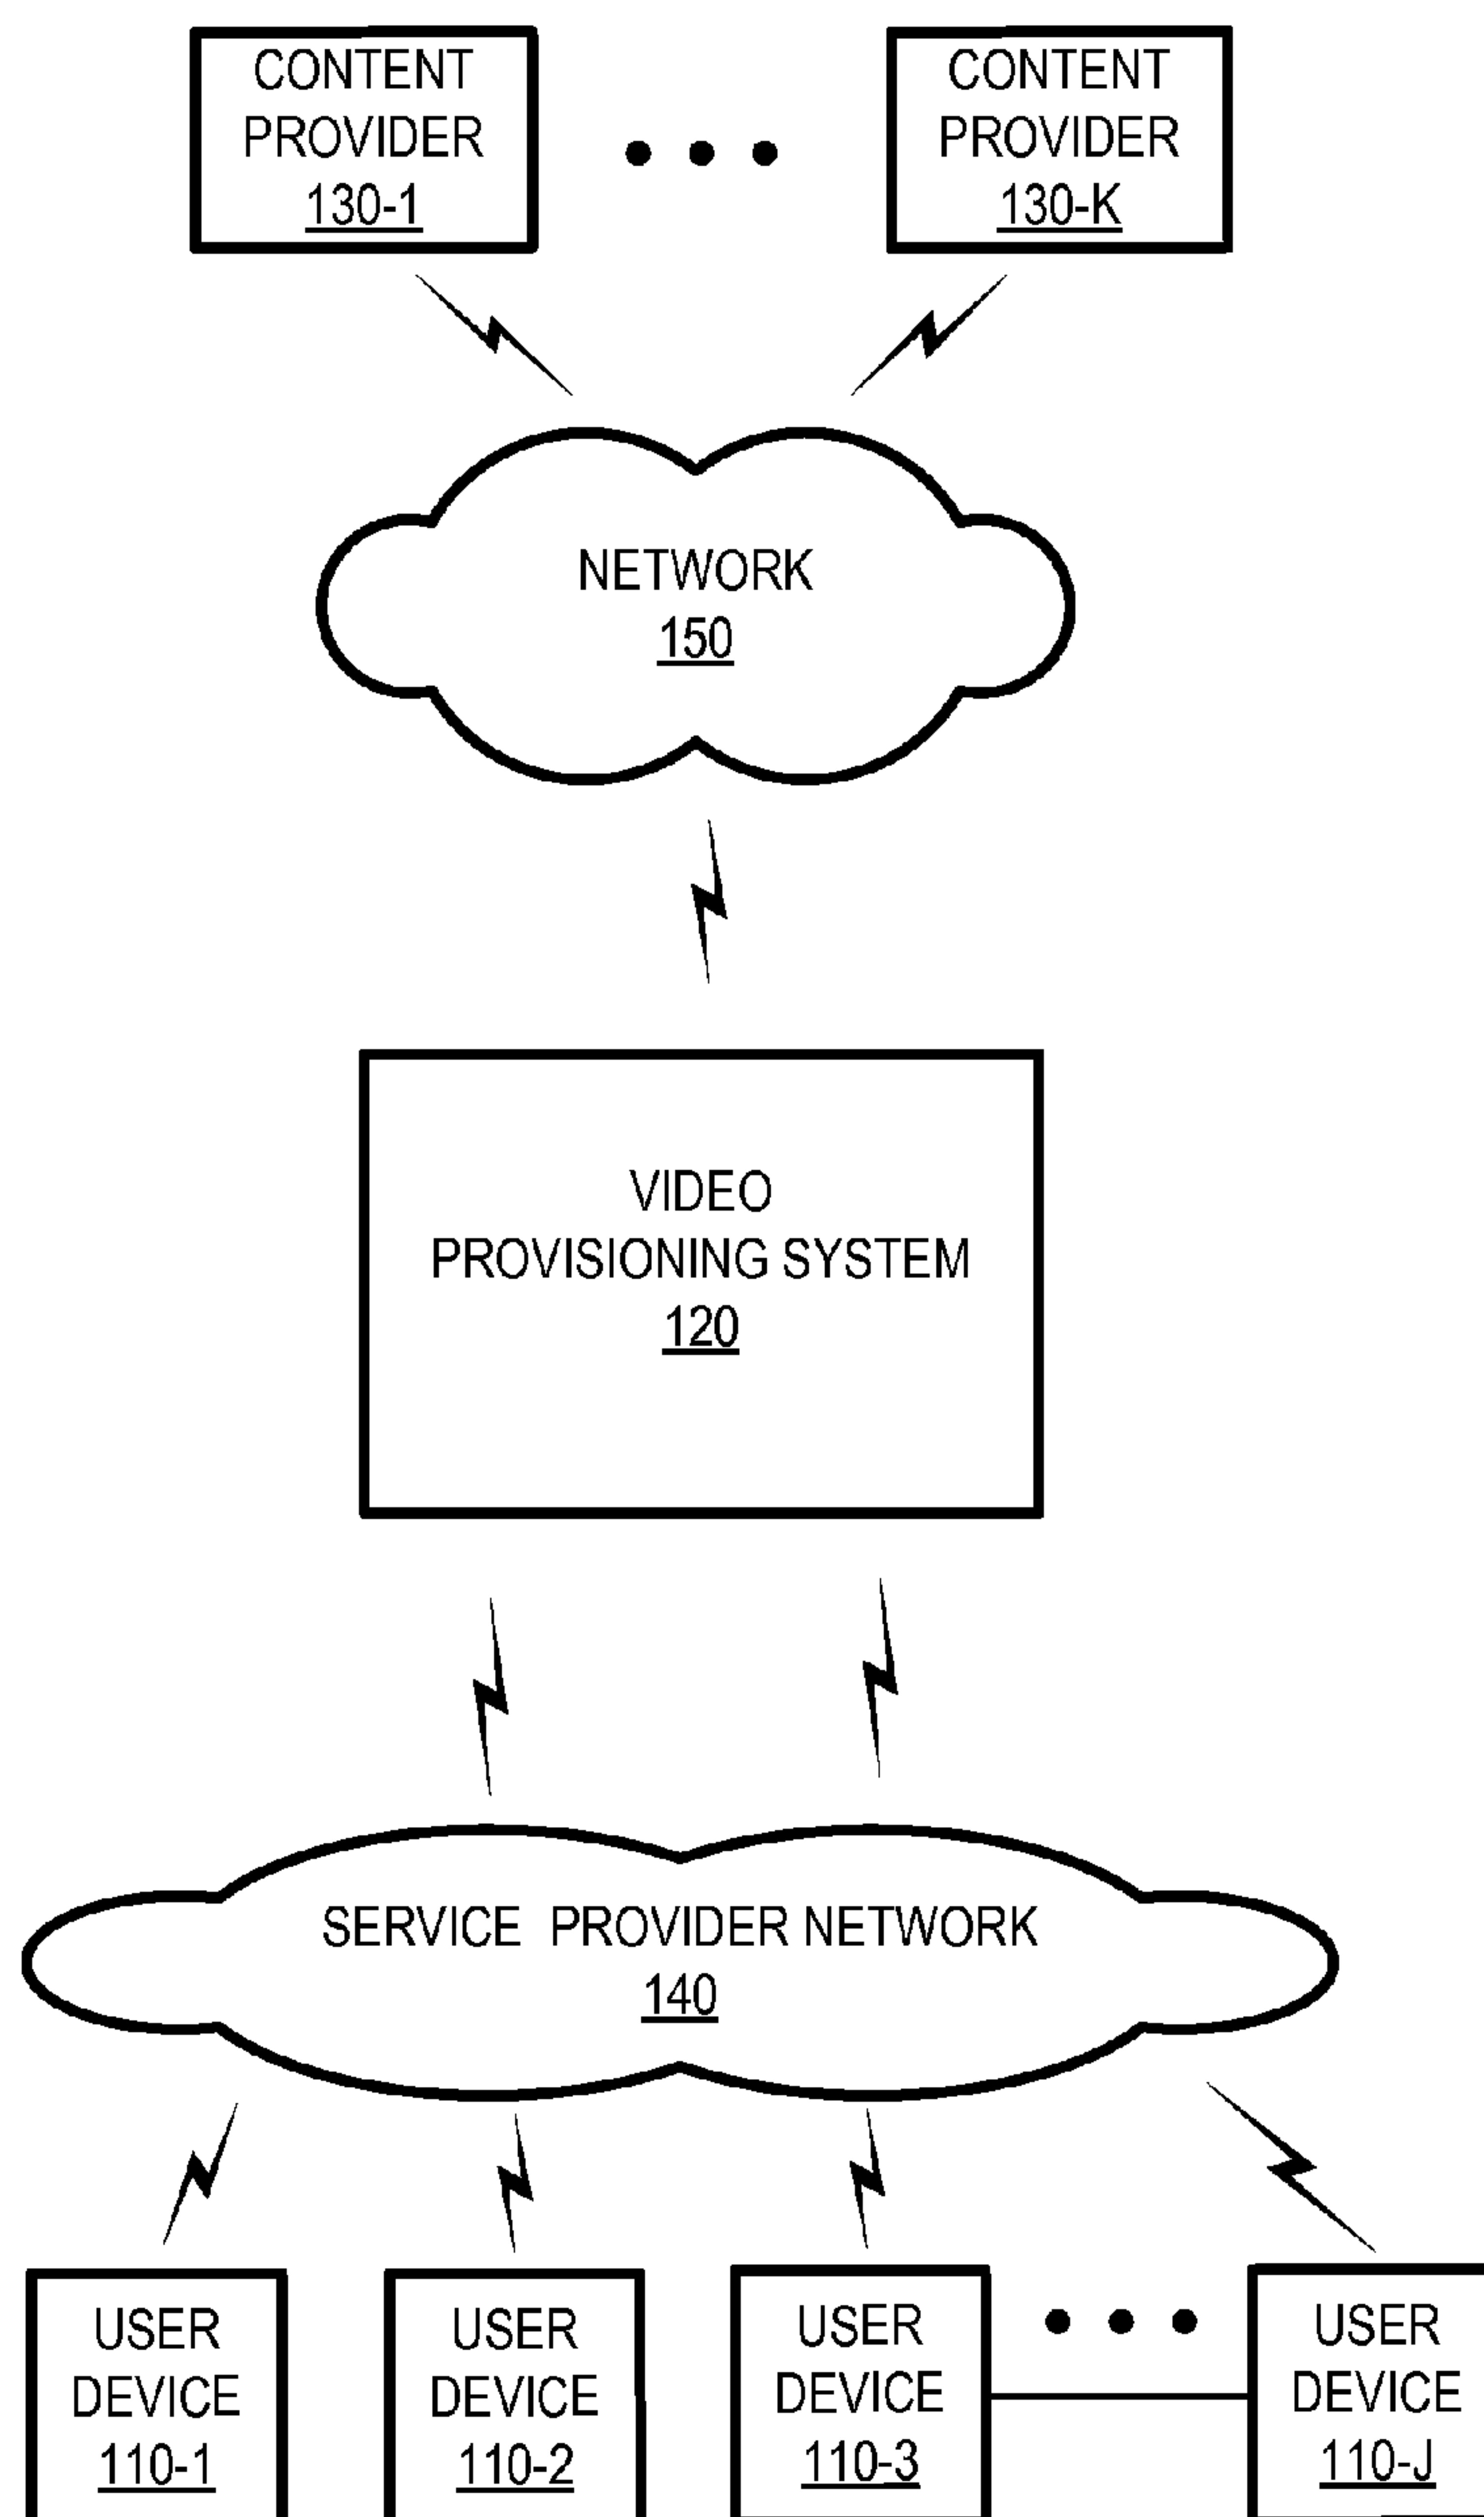 CONTENT
PROVIDER
130-1
CONTENT
PROVIDER
130-K
NETWORK
150
VIDEO
PROVISIONING SYSTEM
120
SERVICE PROVIDER NETWORK
140
USER
DEVICE
110-1
USER
DEVICE
110-2
USER
DEVICE
110-3
USER
DEVICE
110-J